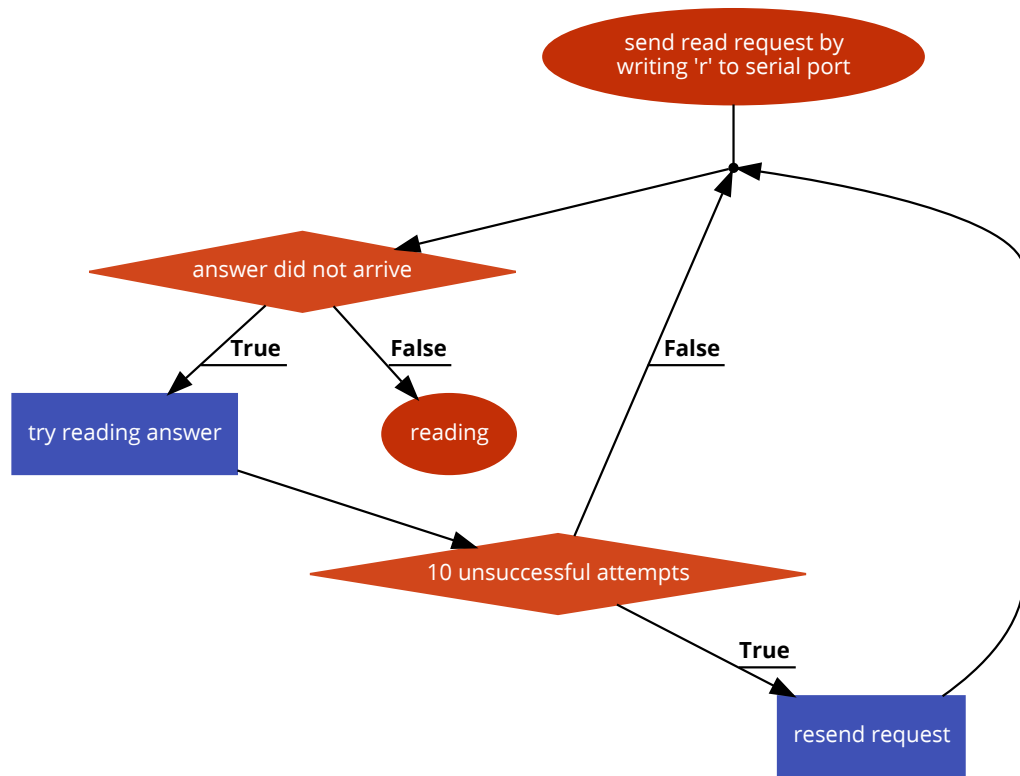 send read request by
writing 'r' to serial port
answer did not arrive
True
False
False
try reading answer
reading
10 unsuccessful attempts
True
resend request